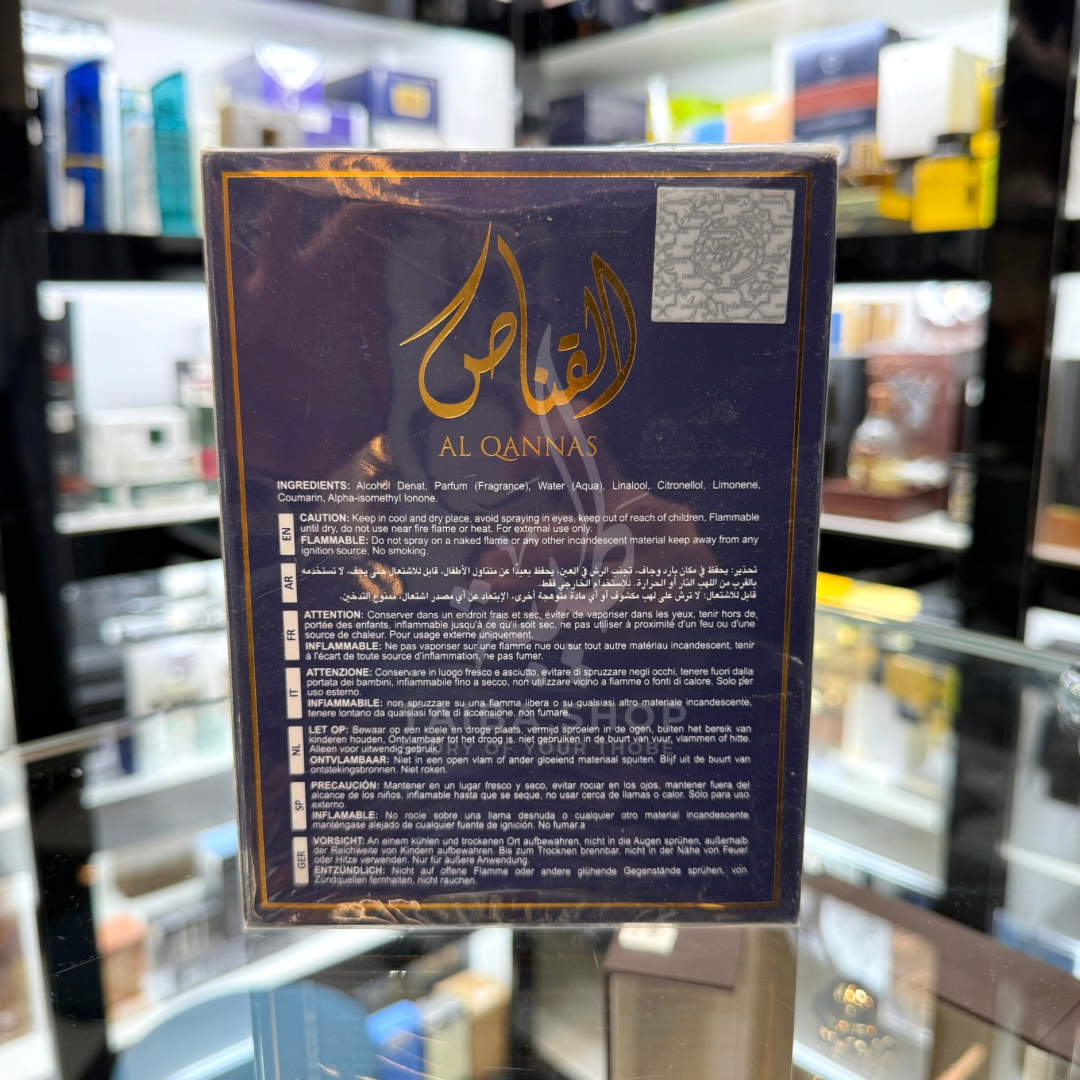 القناص
AL QANNAS
INGREDIENTS: Alcohol Denat, Parfum (Fragrance), Water (Aqua), Linalool, Citronellol, Limonene,
Coumarin, Alpha-isomethyl Ionone.
EN
CAUTION: Keep in cool and dry place, avoid spraying in eyes, keep out of reach of children, Flammable
until dry, do not use near fire flame or heat. For external use only.
FLAMMABLE: Do not spray on a naked flame or any other incandescent material keep away from any
ignition source, No smoking.
AR
تحذير: يحفظ في مكان بارد وجاف، تجنب الرش في العين، يحفظ بعيدًا عن متناول الأطفال، قابل للاشتعال حتى يجف، لا تستخدمه
بالقرب من اللهب النار أو الحرارة. للاستخدام الخارجي فقط.
قابل للاشتعال: لا ترش على لهب مكشوف أو أي مادة متوهجة أخرى، الإبتعاد عن أي مصدر اشتعال، ممنوع التدخين.
FR
ATTENTION: Conserver dans un endroit frais et sec, éviter de vaporiser dans les yeux, tenir hors de
portée des enfants, inflammable jusqu'à ce qu'il soit sec, ne pas utiliser à proximité d'un feu ou d'une
source de chaleur. Pour usage externe uniquement.
INFLAMMABLE: Ne pas vaporiser sur une flamme nue ou sur tout autre matériau incandescent, tenir
à l'écart de toute source d'inflammation, ne pas fumer.
IT
ATTENZIONE: Conservare in luogo fresco e asciutto, evitare di spruzzare negli occhi, tenere fuori dalla
portata dei bambini, infiammabile fino a secco, non utilizzare vicino a fiamme o fonti di calore. Solo per
uso esterno.
INFIAMMABILE: non spruzzare su una fiamma libera o su qualsiasi altro materiale incandescente,
tenere lontano da qualsiasi fonte di accensione, non fumare.
NL
LET OP: Bewaar op een koele en droge plaats, vermijd sproeien in de ogen, buiten het bereik van
kinderen houden. Ontvlambaar tot het droog is, niet gebruiken in de buurt van vuur, vlammen of hitte.
Alleen voor uitwendig gebruik.
ONTVLAMBAAR: Niet in een open vlam of ander gloeiend materiaal spuiten. Blijf uit de buurt van
ontstekingsbronnen. Niet roken.
SP
PRECAUCIÓN: Mantener en un lugar fresco y seco, evitar rociar en los ojos, mantener fuera del
alcance de los niños, inflamable hasta que se seque, no usar cerca de llamas o calor. Solo para uso
externo.
INFLAMABLE: No rocíe sobre una llama desnuda o cualquier otro material incandescente
manténgase alejado de cualquier fuente de ignición. No fumar.a
GER
VORSICHT: An einem kühlen und trockenen Ort aufbewahren, nicht in die Augen sprühen, außerhalb
der Reichweite von Kindern aufbewahren. Bis zum Trocknen brennbar, nicht in der Nähe von Feuer
oder Hitze verwenden. Nur für äußere Anwendung.
ENTZÜNDLICH: Nicht auf offene Flamme oder andere glühende Gegenstände sprühen, von
Zündquellen fernhalten, nicht rauchen.
SHOP
OF YOUR THOBE